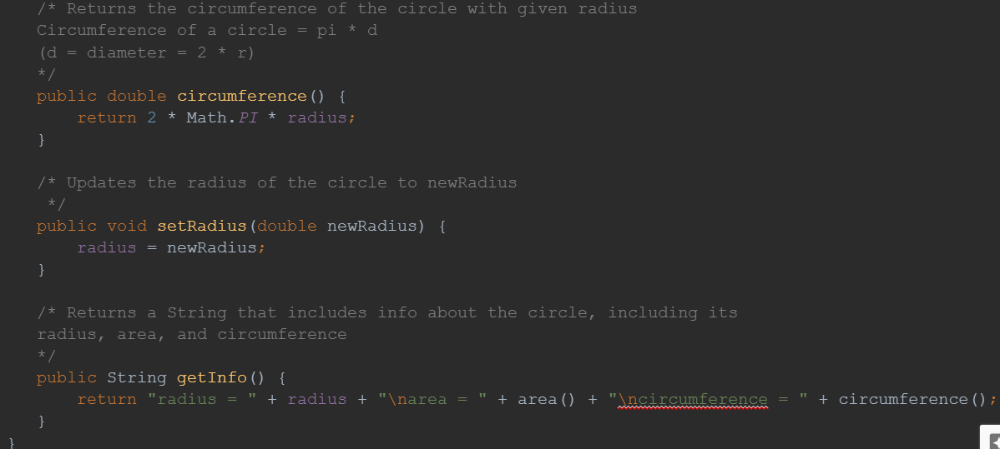 /* Returns the circumference of the circle with given radius
Circumference of a circle = pi * d
(d = diameter = 2 * r)
*/
public double circumference() {
return 2 * Math.PI * radius;
}
/* Updates the radius of the circle to newRadius
*/
public void setRadius(double newRadius) {
radius = newRadius;
}
/* Returns a String that includes info about the circle, including its
radius, area, and circumference
*/
public String getInfo() {
return "radius = " + radius + "\narea = " + area() + "\ncircumference = " + circumference();
}
}